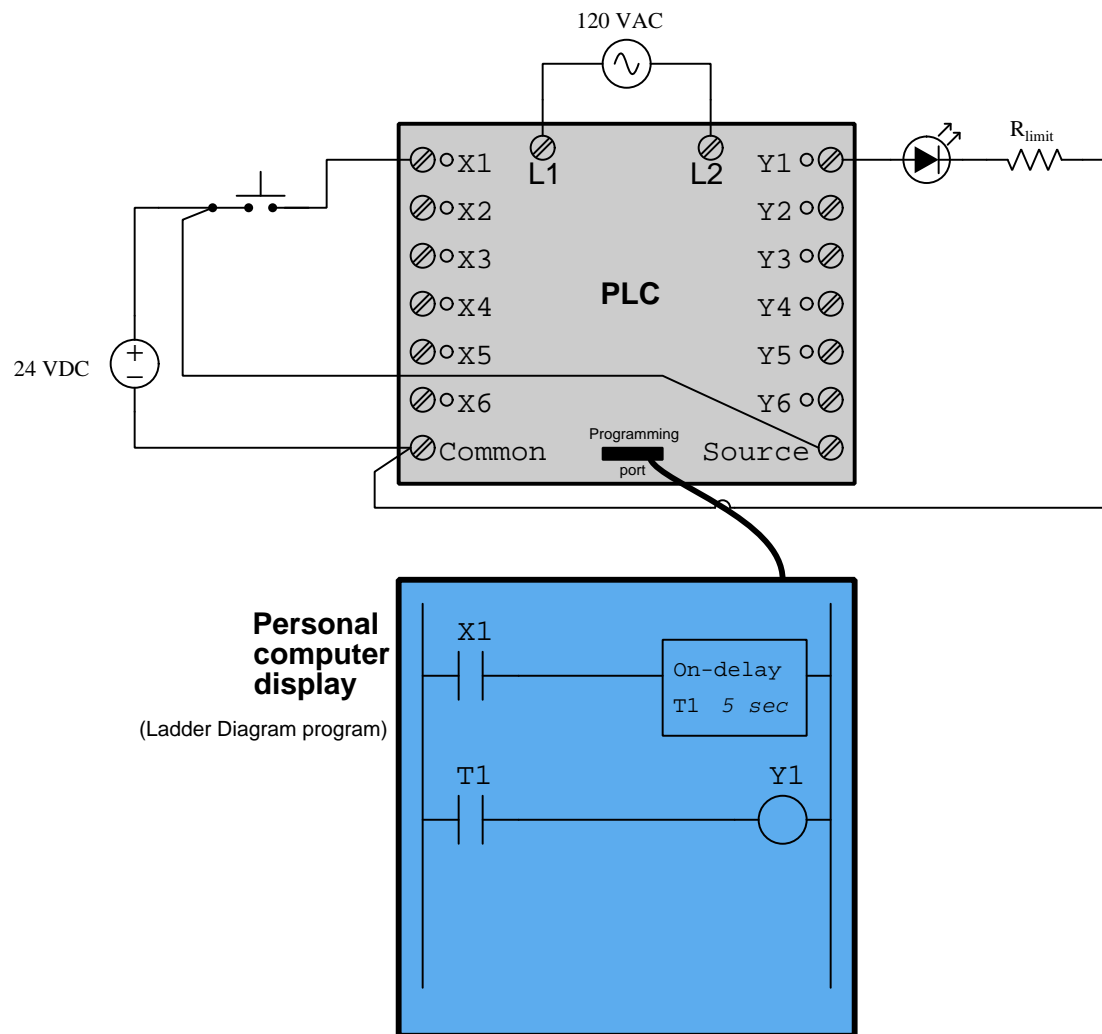 120 VAC
L1
L2
X1
X2
X3
X4
X5
X6
Common
24 VDC
PLC
Y1
Y2
Y3
Y4
Y5
Y6
Source
Programming
port
Rlimit
Personal
computer
display
(Ladder Diagram program)
X1
On-delay
T1 5 sec
T1
Y1